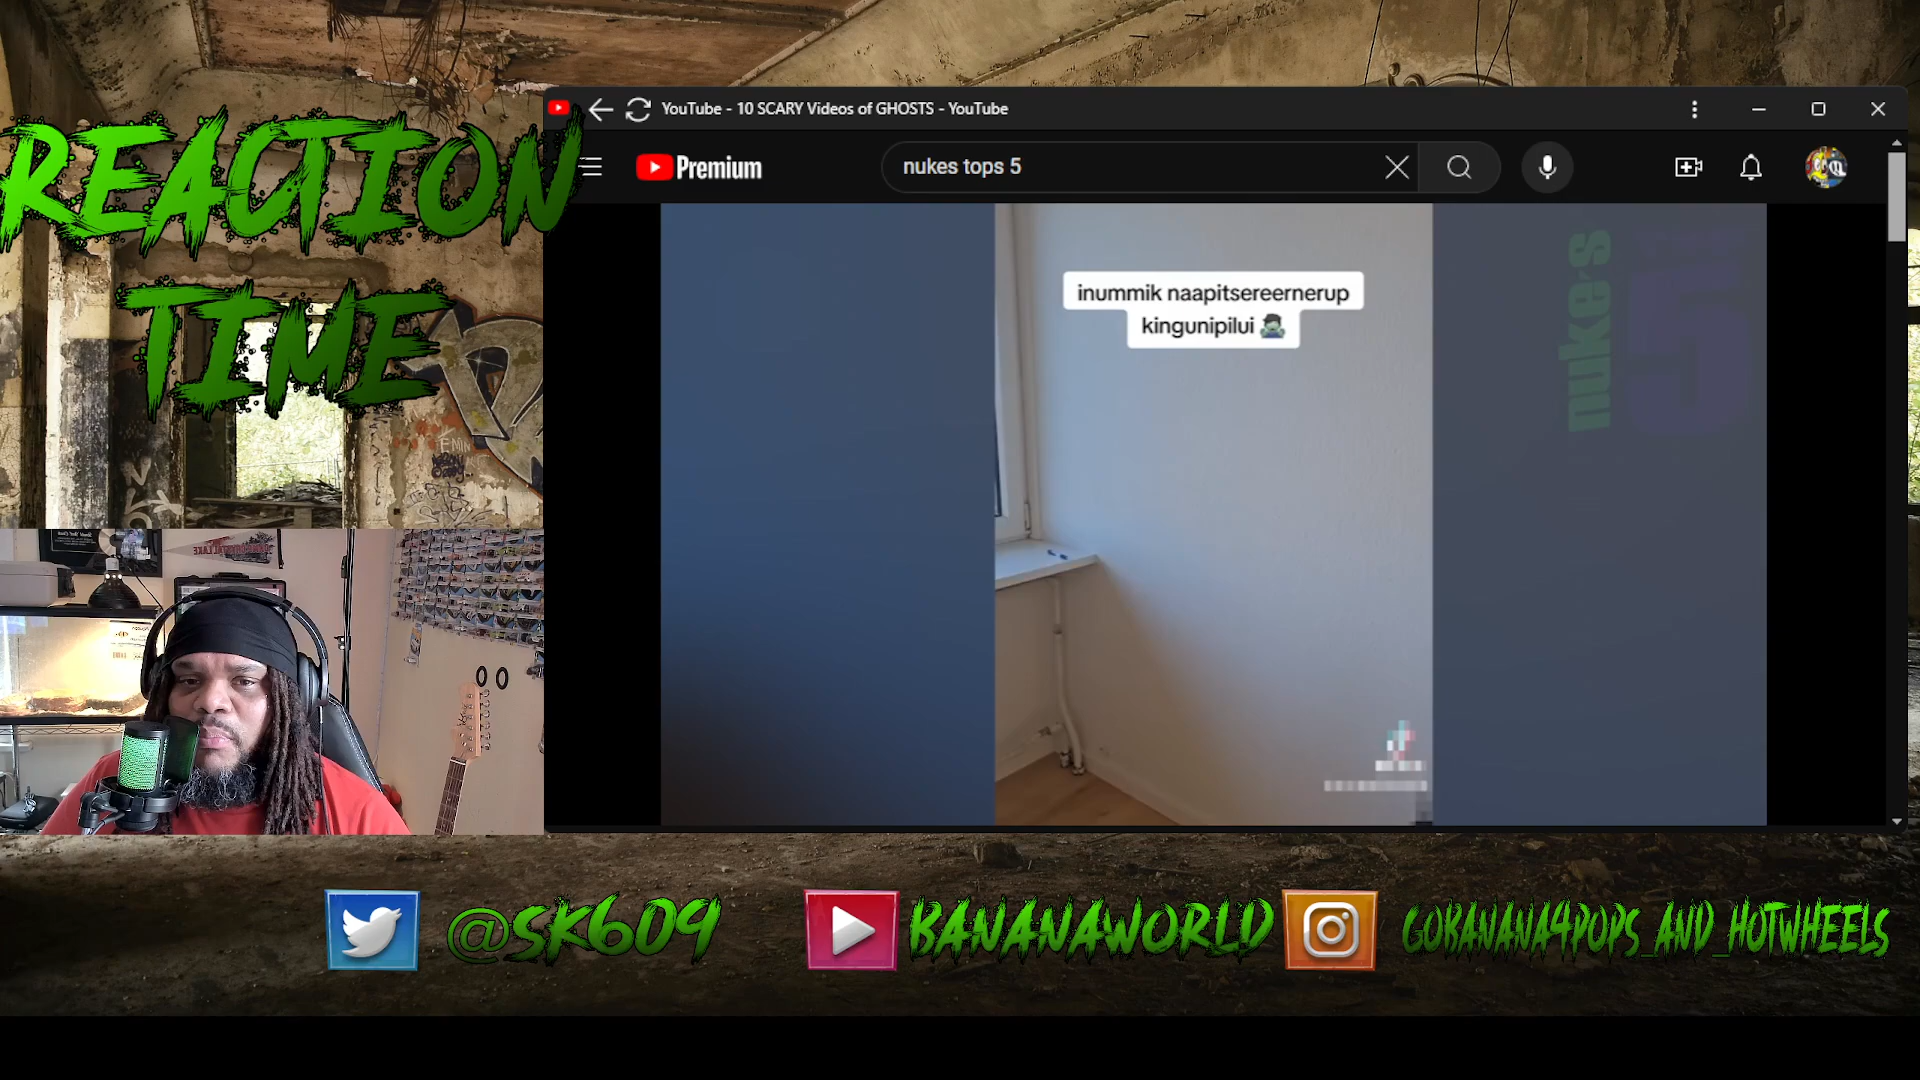 REACTION
TIME
YouTube - 10 SCARY Videos of GHOSTS - YouTube
Premium
nukes tops 5
inummik naapitsereernerup
kingunipilui
nuke's
5
@SK609
BANANAWORLD
GOBANANA4POPS_AND_HOTWHEELS